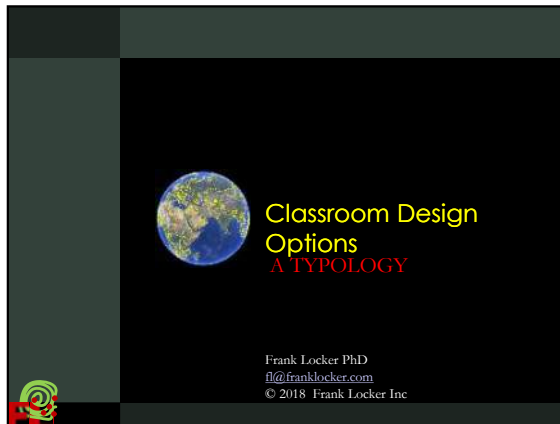 Classroom Design
Options
A TYPOLOGY
Frank Locker PhD
fl@franklocker.com
© 2018 Frank Locker Inc